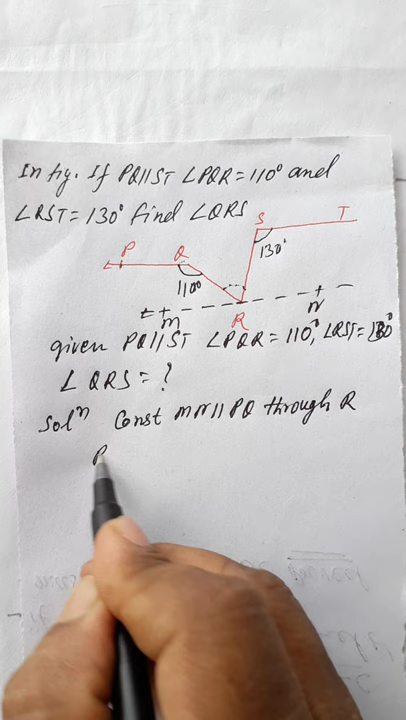 In fig. If PQ||ST ∠PQR = 110° and
∠RST = 130° find ∠QRS
S T
P Q
130°
110°
M R N
given PQ||ST ∠PQR = 110°, ∠RST = 130°
∠QRS = ?
Solⁿ Const MN||PQ through R
P